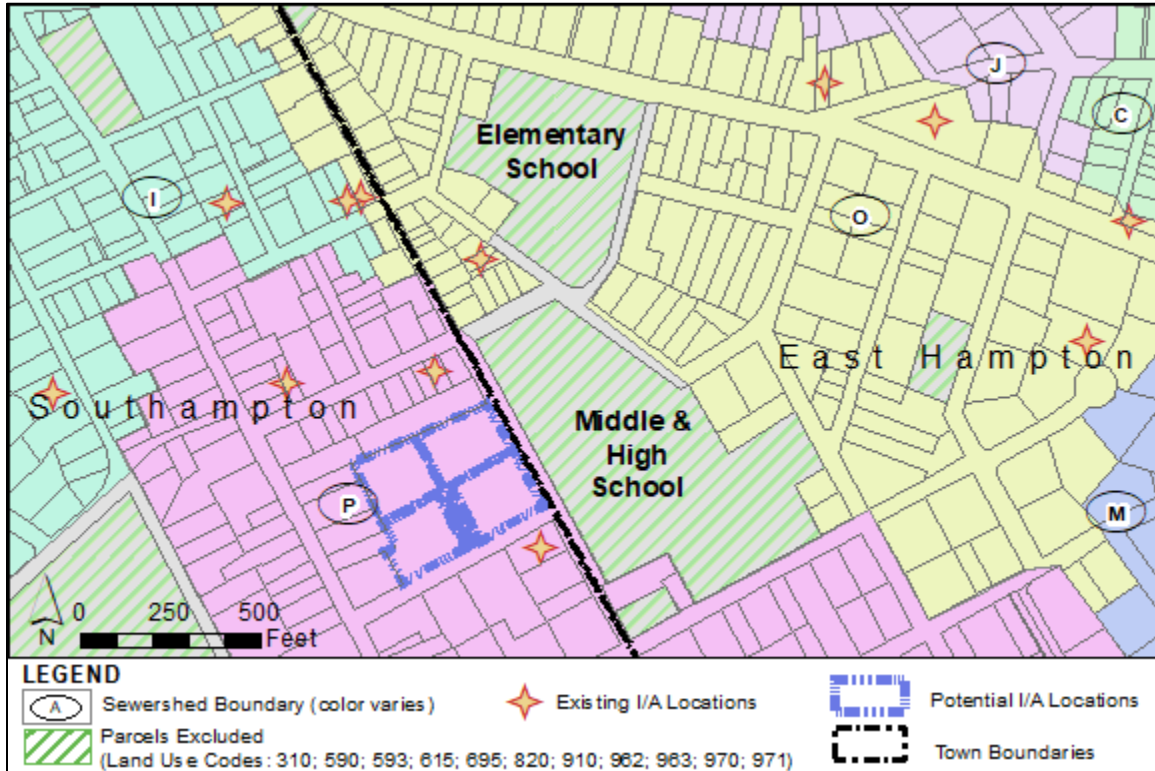 J
C
Elementary
School
I
O
East Hampton
Southampton
Middle &
High
School
P
M
N
0 250 500
Feet
LEGEND
A Sewershed Boundary (color varies)
Existing I/A Locations
Potential I/A Locations
Parcels Excluded
(Land Use Codes: 310; 590; 593; 615; 695; 820; 910; 962; 963; 970; 971)
Town Boundaries